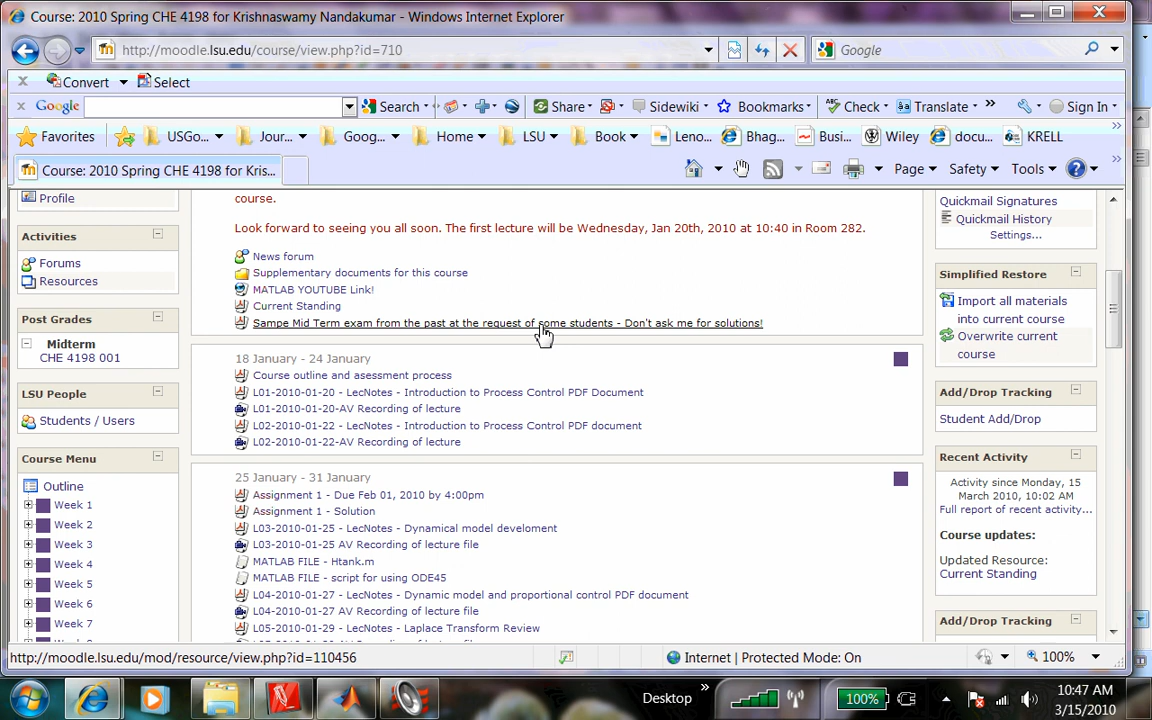 Course: 2010 Spring CHE 4198 for Krishnaswamy Nandakumar - Windows Internet Explorer
http://moodle.lsu.edu/course/view.php?id=710
Google
Convert
Select
Google
Search
Share
Sidewiki
Bookmarks
Check
Translate
Sign In
Favorites
USGo...
Jour...
Goog...
Home
LSU
Book
Leno...
Bhag...
Busi...
Wiley
docu...
KRELL
Course: 2010 Spring CHE 4198 for Kris...
Page
Safety
Tools
Profile
Activities
Forums
Resources
Post Grades
Midterm
CHE 4198 001
LSU People
Students / Users
Course Menu
Outline
Week 1
Week 2
Week 3
Week 4
Week 5
Week 6
Week 7
course.
Look forward to seeing you all soon. The first lecture will be Wednesday, Jan 20th, 2010 at 10:40 in Room 282.
News forum
Supplementary documents for this course
MATLAB YOUTUBE Link!
Current Standing
Sampe Mid Term exam from the past at the request of some students - Don't ask me for solutions!
18 January - 24 January
Course outline and asessment process
L01-2010-01-20 - LecNotes - Introduction to Process Control PDF Document
L01-2010-01-20-AV Recording of lecture
L02-2010-01-22 - LecNotes - Introduction to Process Control PDF document
L02-2010-01-22-AV Recording of lecture
25 January - 31 January
Assignment 1 - Due Feb 01, 2010 by 4:00pm
Assignment 1 - Solution
L03-2010-01-25 - LecNotes - Dynamical model develoment
L03-2010-01-25 AV Recording of lecture file
MATLAB FILE - Htank.m
MATLAB FILE - script for using ODE45
L04-2010-01-27 - LecNotes - Dynamic model and proportional control PDF document
L04-2010-01-27 AV Recording of lecture file
L05-2010-01-29 - LecNotes - Laplace Transform Review
Quickmail Signatures
Quickmail History
Settings...
Simplified Restore
Import all materials
into current course
Overwrite current
course
Add/Drop Tracking
Student Add/Drop
Recent Activity
Activity since Monday, 15
March 2010, 10:02 AM
Full report of recent activity...
Course updates:
Updated Resource:
Current Standing
Add/Drop Tracking
http://moodle.lsu.edu/mod/resource/view.php?id=110456
Internet | Protected Mode: On
100%
Desktop
100%
10:47 AM
3/15/2010